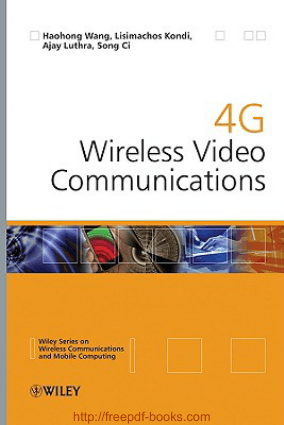 Haohong Wang, Lisimachos Kondi,
Ajay Luthra, Song Ci
4G
Wireless Video
Communications
Wiley Series on
Wireless Communications
and Mobile Computing
WILEY
http://freepdf-books.com